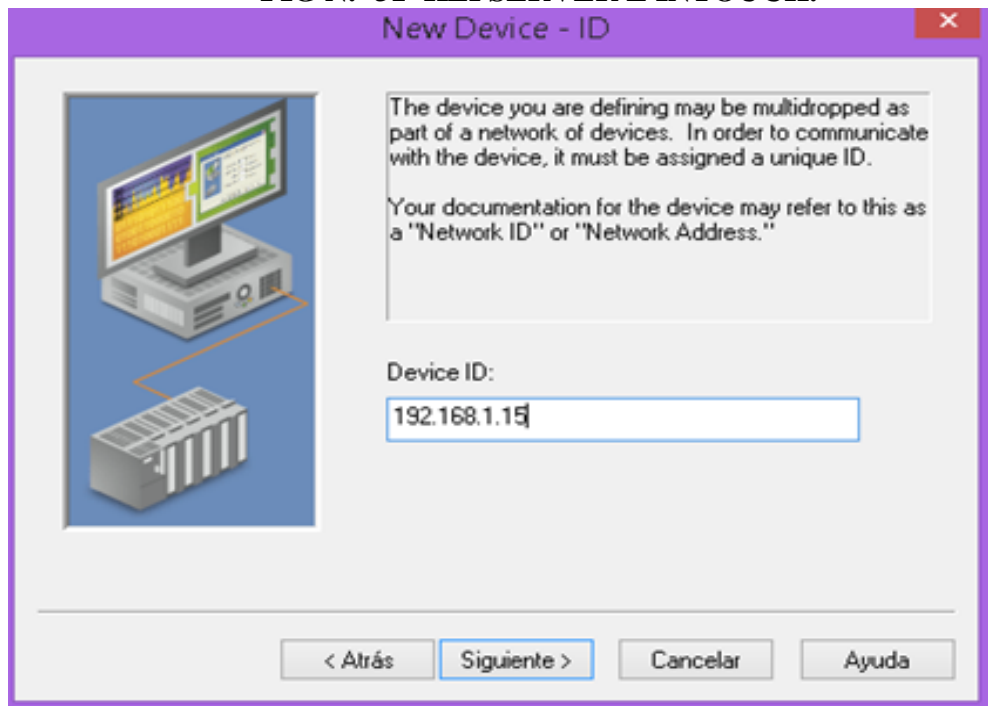 New Device - ID
The device you are defining may be multidropped as
part of a network of devices. In order to communicate
with the device, it must be assigned a unique ID.
Your documentation for the device may refer to this as
a "Network ID" or "Network Address."
Device ID:
192.168.1.15
< Atrás
Siguiente >
Cancelar
Ayuda